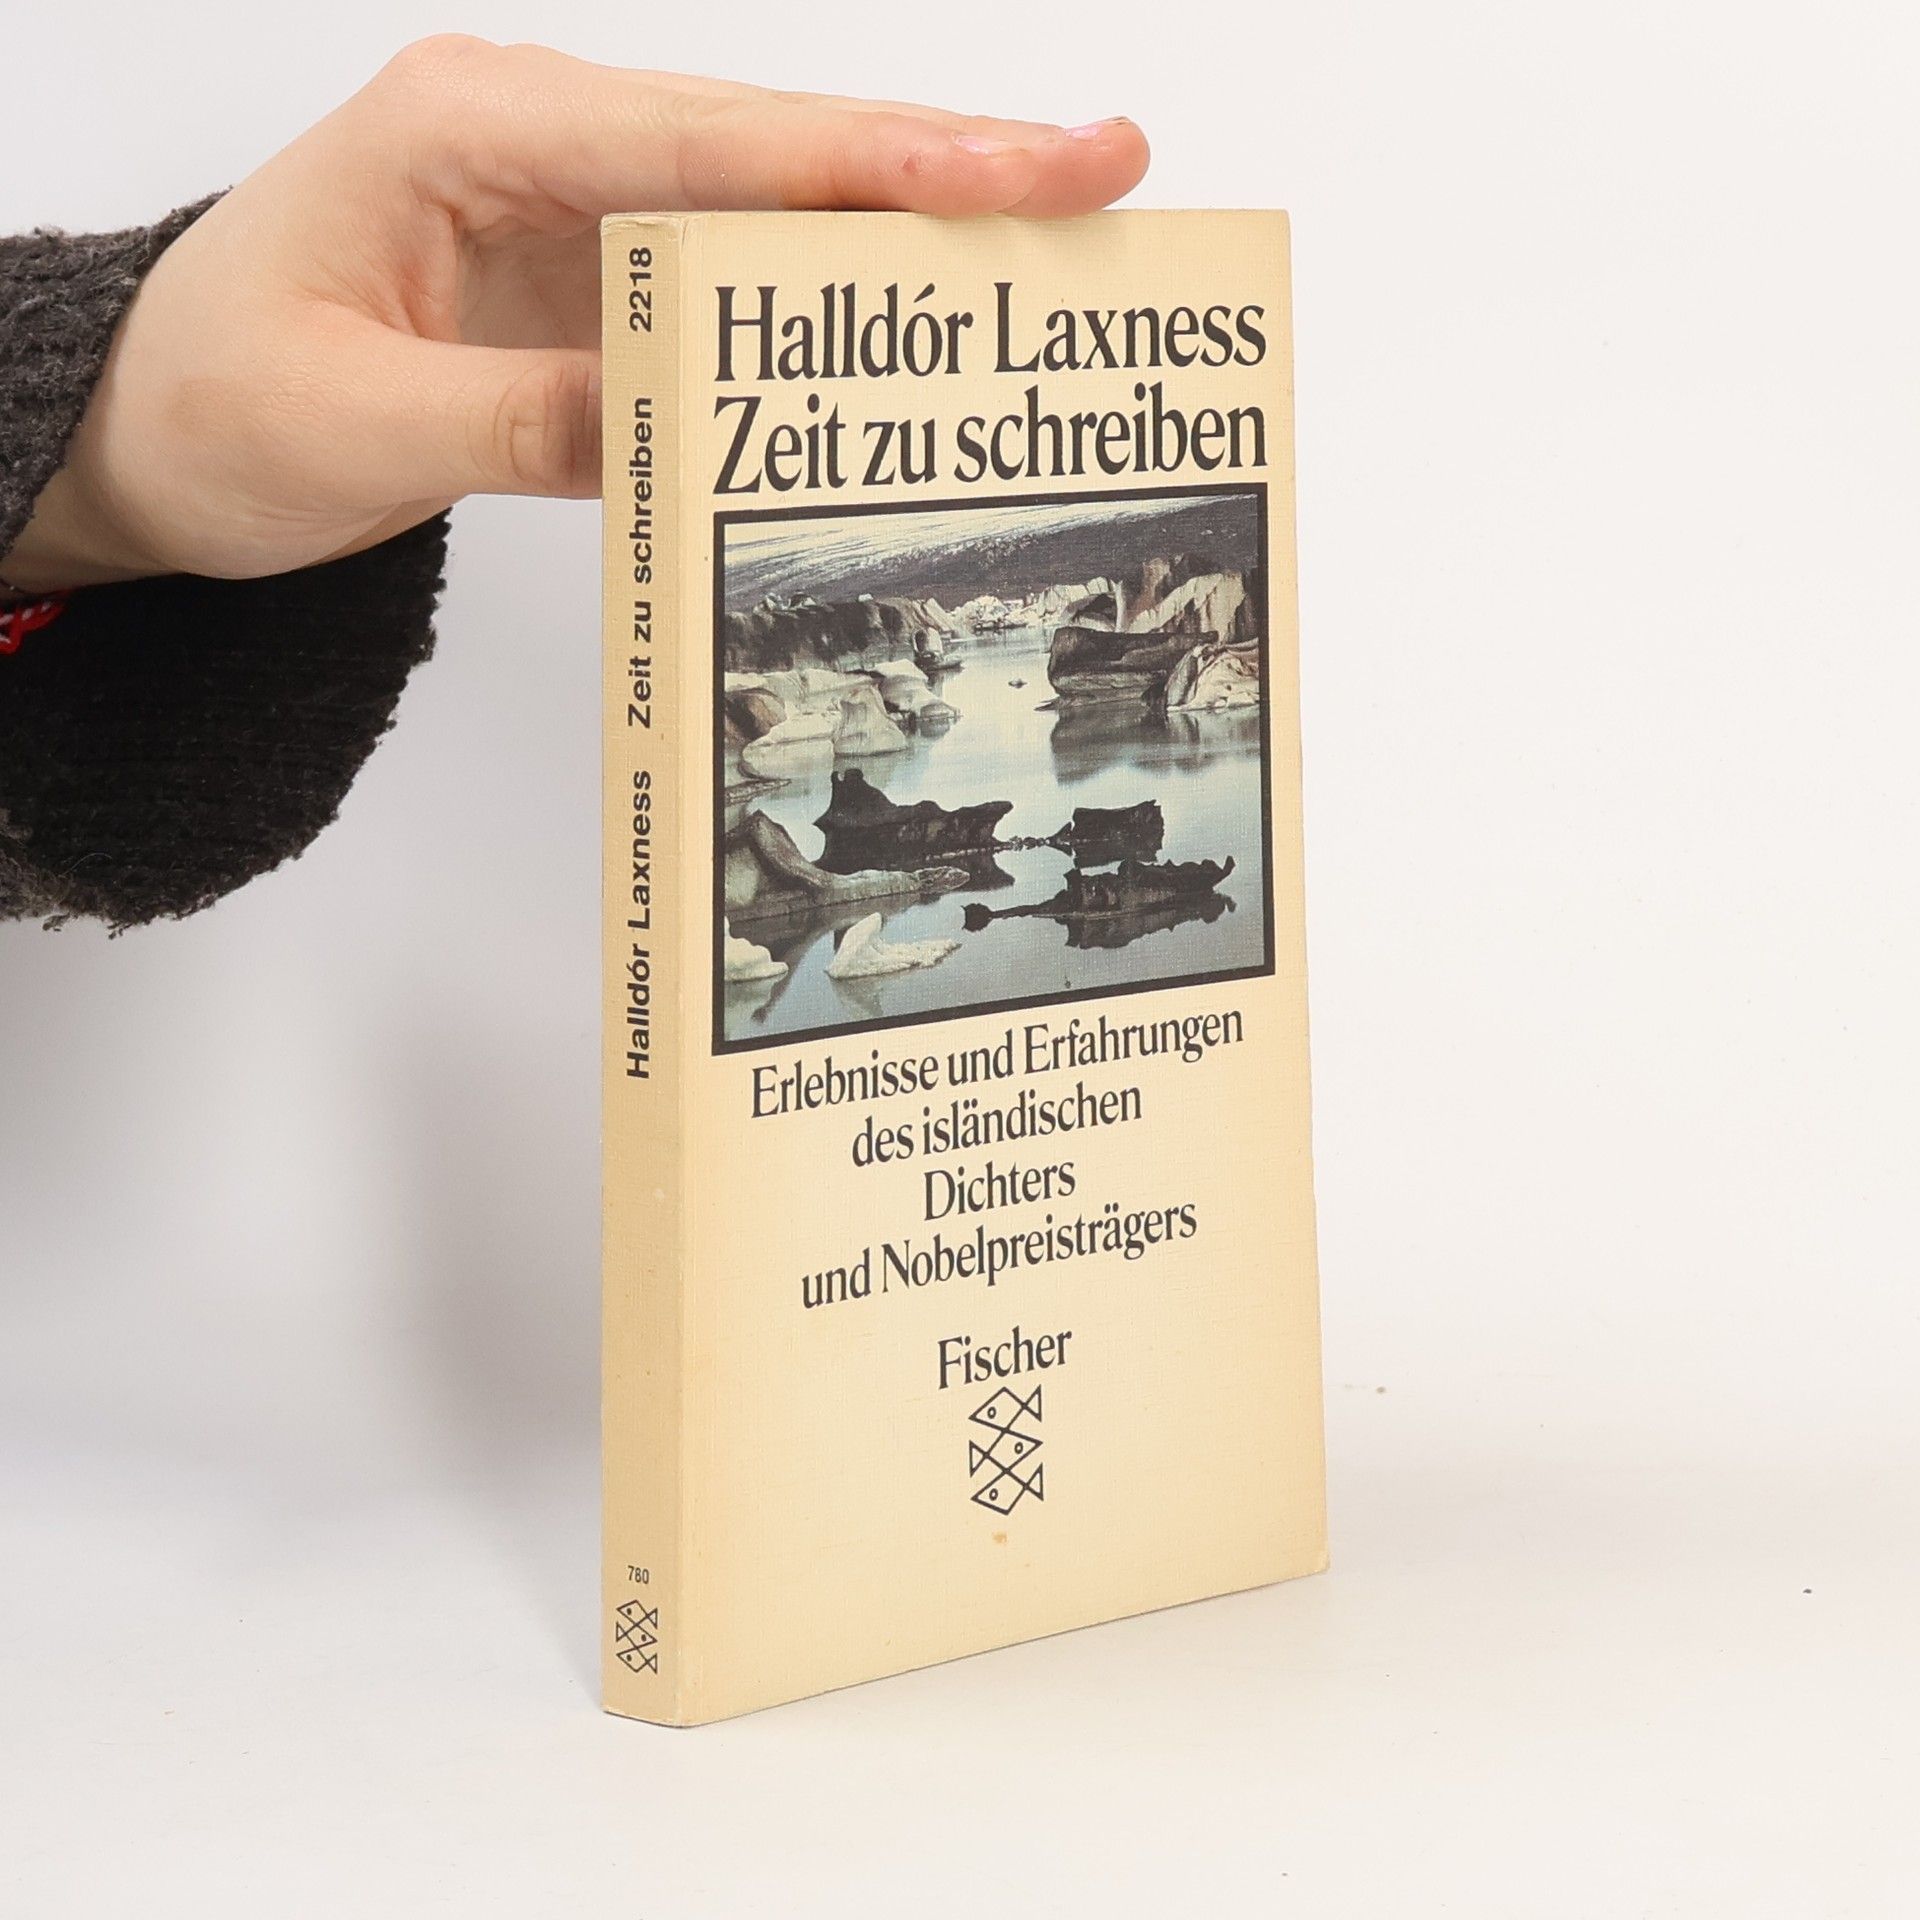 Halldór Laxness
Zeit zu schreiben
Erlebnisse und Erfahrungen
des isländischen
Dichters
und Nobelpreisträgers
Fischer
Halldór Laxness Zeit zu schreiben 2218
780